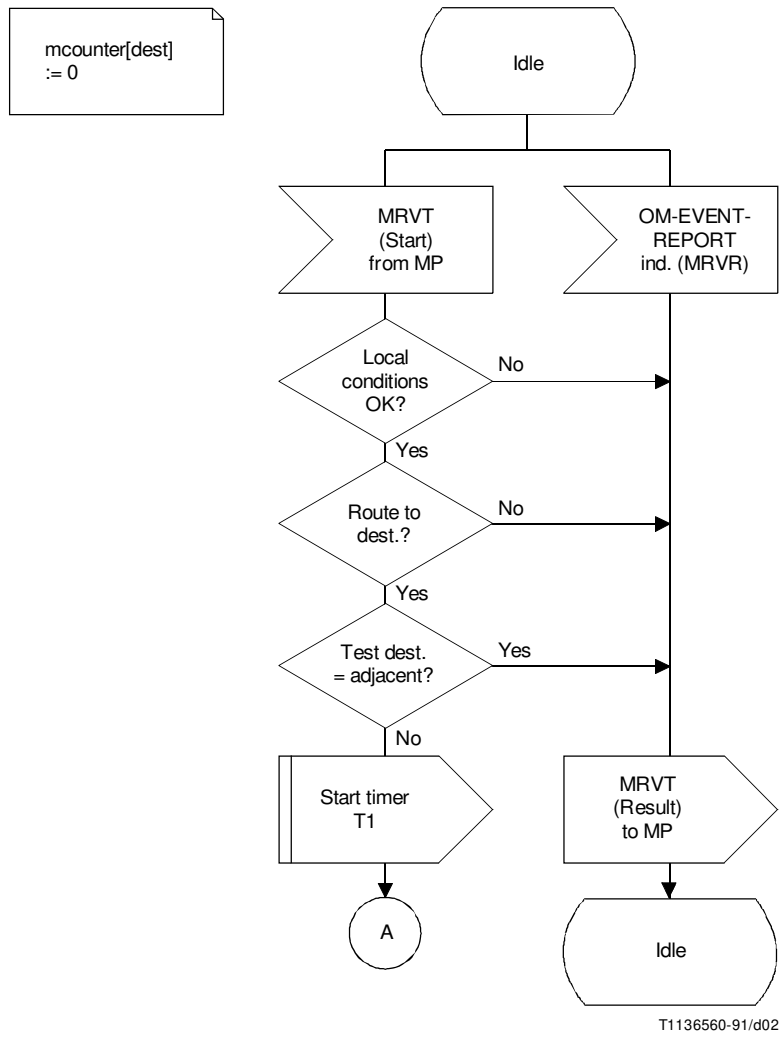 mcounter[dest]
:= 0
Idle
MRVT
(Start)
from MP
OM-EVENT-
REPORT
ind. (MRVR)
Local
conditions
OK?
No
Yes
Route to
dest.?
No
Yes
Test dest.
= adjacent?
Yes
No
Start timer
T1
MRVT
(Result)
to MP
A
Idle
T1136560-91/d02